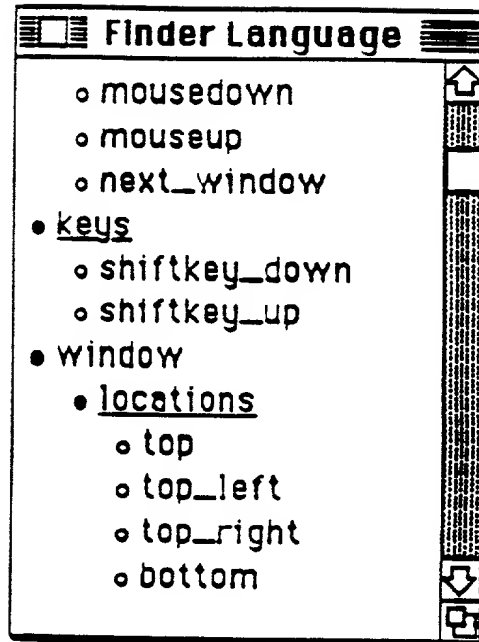 Finder Language
mousedown
mouseup
next_window
keys
shiftkey_down
shiftkey_up
window
locations
top
top_left
top_right
bottom